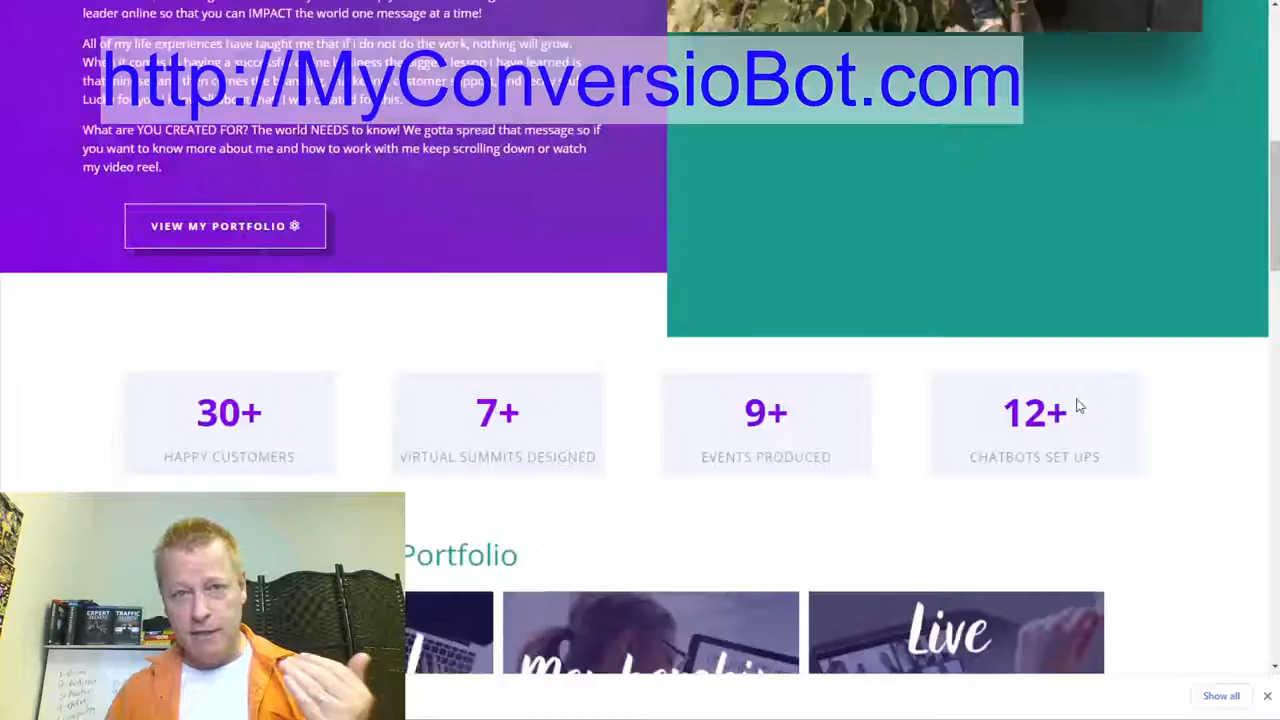 leader online so that you can IMPACT the world one message at a time!
http://MyConversioBot.com
All of my life experiences have taught me that if i do not do the work, nothing will grow.
What are YOU CREATED FOR? The world NEEDS to know! We gotta spread that message so if
you want to know more about me and how to work with me keep scrolling down or watch
my video reel.
VIEW MY PORTFOLIO
30+
7+
9+
12+
HAPPY CUSTOMERS
VIRTUAL SUMMITS DESIGNED
EVENTS PRODUCED
CHATBOTS SET UPS
Portfolio
Live
EXPERT
SECRETS
TRAFFIC
SECRETS
Show all